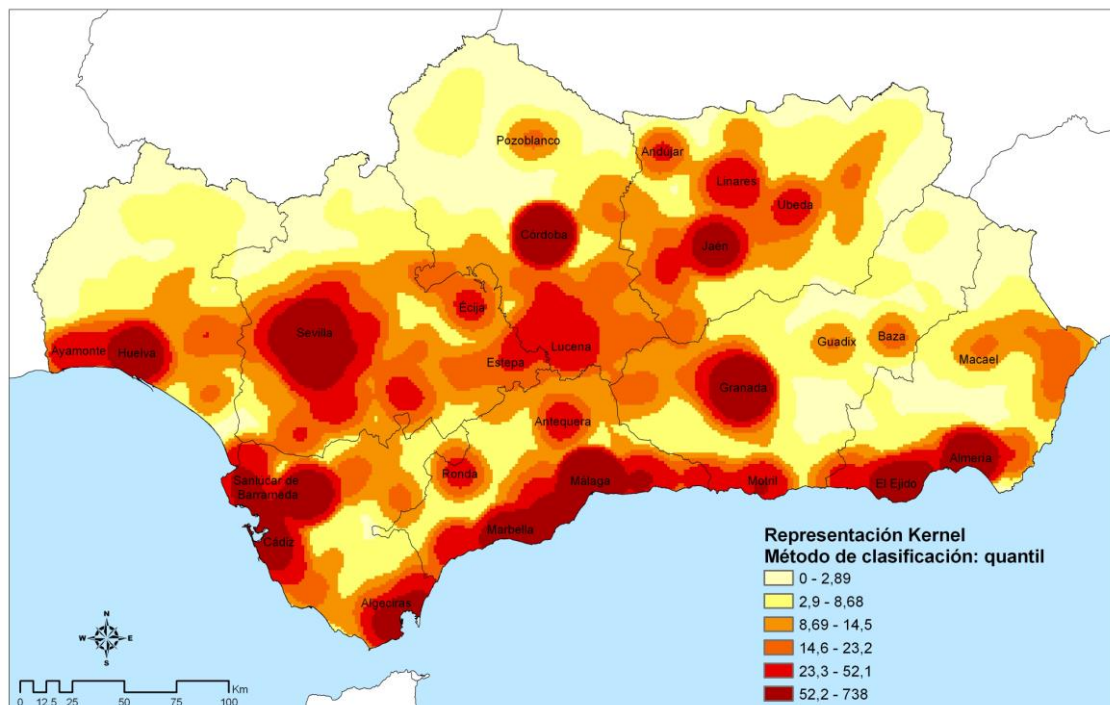 Pozoblanco
Andújar
Linares
Úbeda
Córdoba
Jaén
Écija
Sevilla
Ayamonte
Huelva
Estepa
Lucena
Guadix
Baza
Macael
Granada
Antequera
Almería
Ronda
Sanlúcar de
Barrameda
Málaga
Motril
El Ejido
Marbella
Cádiz
Algeciras
Representación Kernel
Método de clasificación: quantil
0 - 2,89
2,9 - 8,68
8,69 - 14,5
14,6 - 23,2
23,3 - 52,1
52,2 - 738
N
W E
S
0 12,5 25 50 75 100 Km